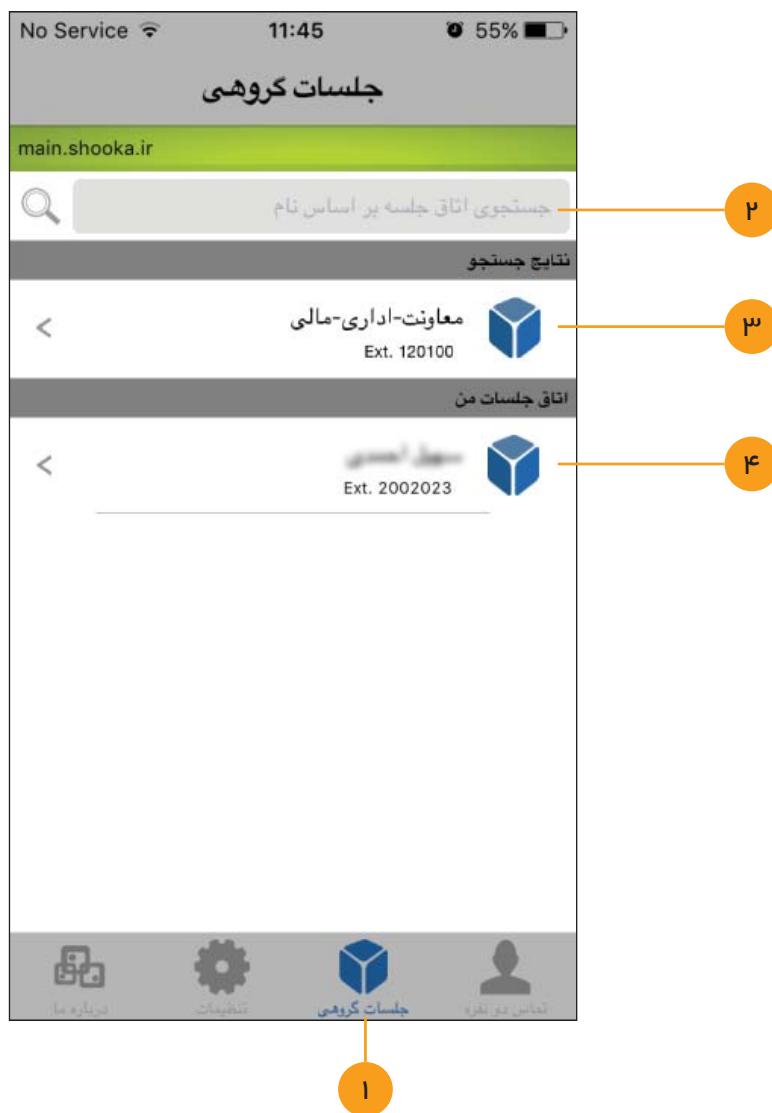 No Service 11:45 55%
جلسات گروهی
main.shooka.ir
جستجوی اتاق جلسه بر اساس نام
۲
نتایج جستجو
معاونت-اداری-مالی
۳
Ext. 120100
اتاق جلسات من
۴
Ext. 2002023
تماس دو نفره جلسات گروهی تنظیمات درباره ما
۱